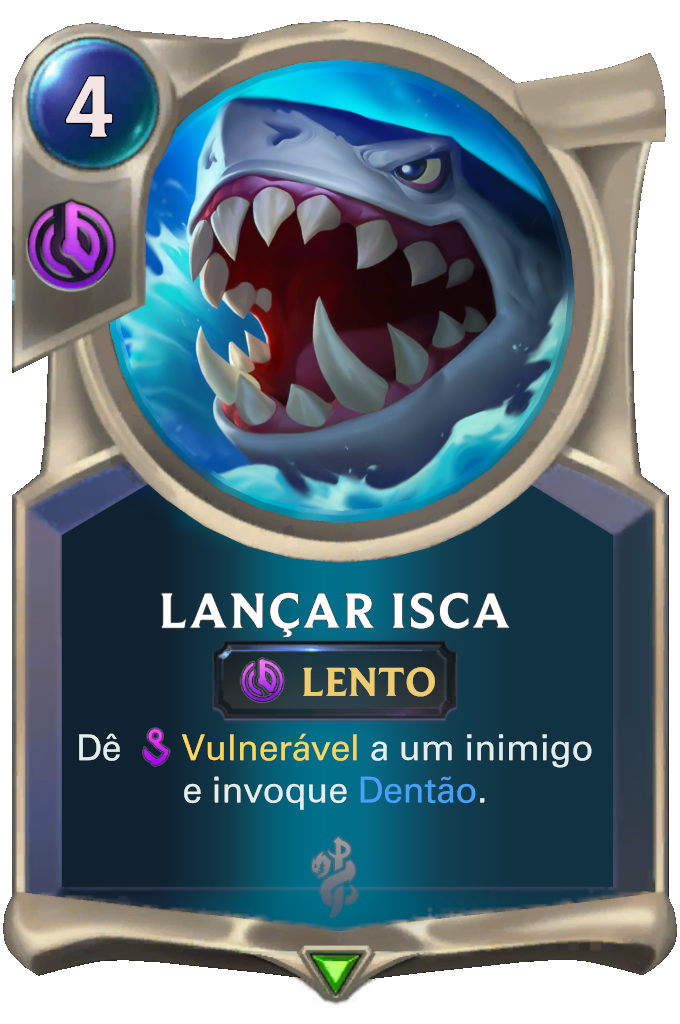 4
LANÇAR ISCA
LENTO
Dê Vulnerável a um inimigo
e invoque Dentão.